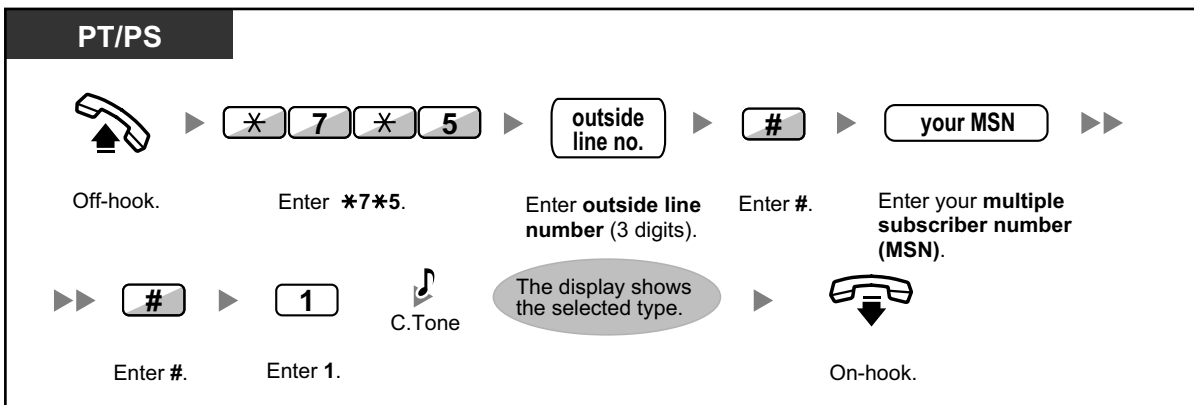 PT/PS
✳ 7 ✳ 5
outside
line no.
#
your MSN
Off-hook.
Enter ✳7✳5.
Enter outside line
number (3 digits).
Enter #.
Enter your multiple
subscriber number
(MSN).
#
1
C.Tone
The display shows
the selected type.
Enter #.
Enter 1.
On-hook.